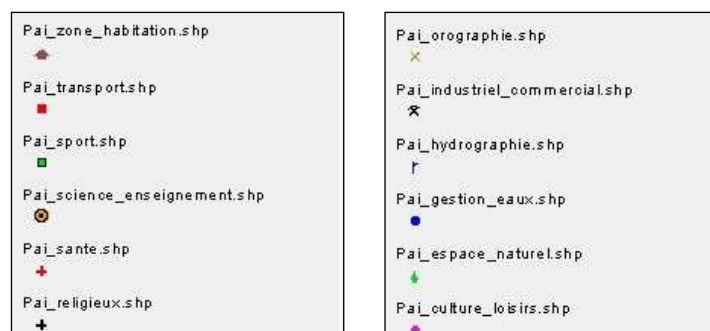 Pai_zone_habitation.shp
Pai_transport.shp
Pai_sport.shp
Pai_science_enseignement.shp
Pai_sante.shp
Pai_religieux.shp
Pai_orographie.shp
Pai_industriel_commercial.shp
Pai_hydrographie.shp
Pai_gestion_eaux.shp
Pai_espace_naturel.shp
Pai_culture_loisirs.shp